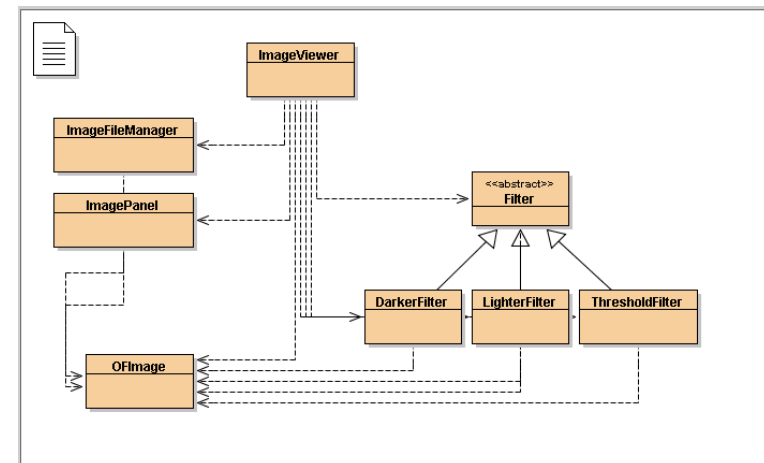 ImageViewer
ImageFileManager
<<abstract>>
Filter
ImagePanel
DarkerFilter
LighterFilter
ThresholdFilter
OFImage